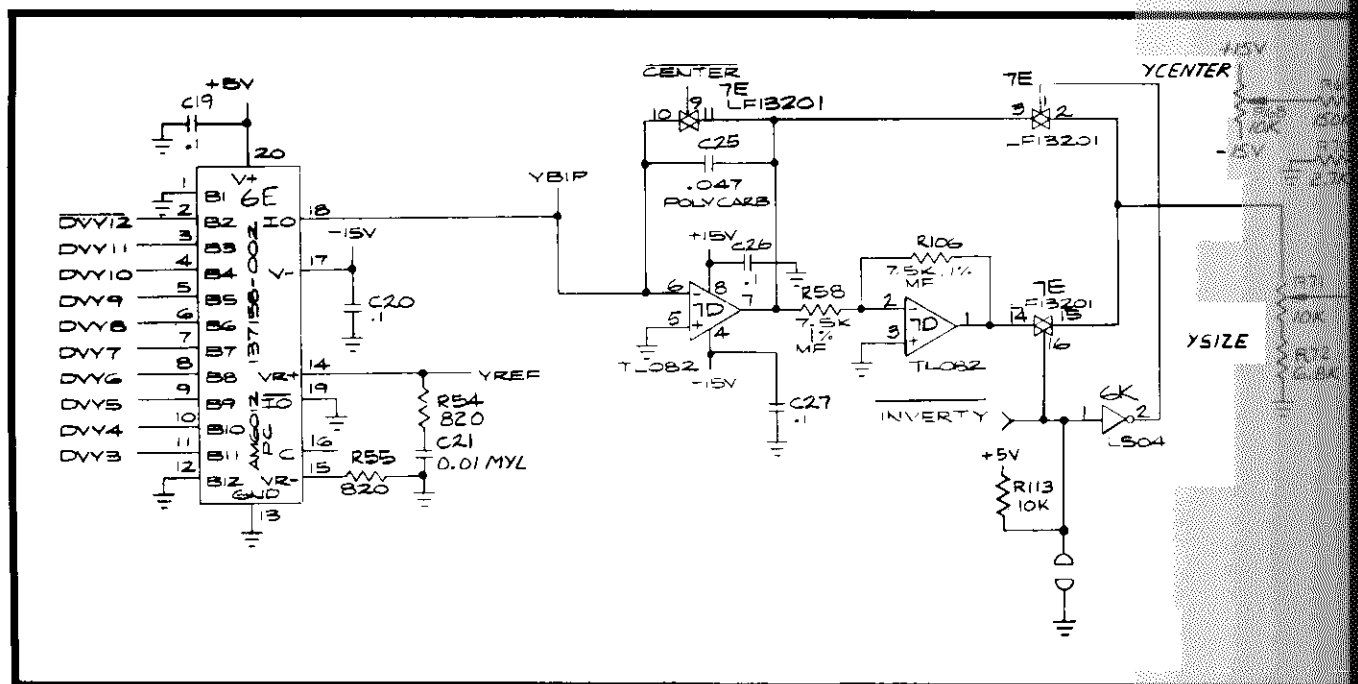 +5V
C19
.1
20
V+
1
B1
6E
DVY12
2
B2
IO
18
YBIP
DVY11
3
B3
-15V
DVY10
4
B4
V-
17
DVY9
5
B5
C20
.1
DVY8
6
B6
DVY7
7
B7
DVY6
8
B8
VR+
14
YREF
DVY5
9
B9
IO
19
R54
820
DVY4
10
B10
C
16
C21
0.01 MYL
DVY3
11
B11
12
B12
VR-
15
R55
820
GND
13
AM6012 PC
137158-002
CENTER
7E
LF13201
10
9
11
C25
.047
POLYCARB
+15V
C26
.1
6
8
7
5
4
7D
TL082
-15V
C27
.1
R58
7.5K
1%
MF
R106
7.5K .1%
MF
2
3
1
7D
TL082
7E
3
1
2
LF13201
YCENTER
+15V
10K
-15V
7E
LF13201
14
15
16
YSIZE
10K
R72
6.8K
INVERTY
1
6K
2
LS04
+5V
R113
10K